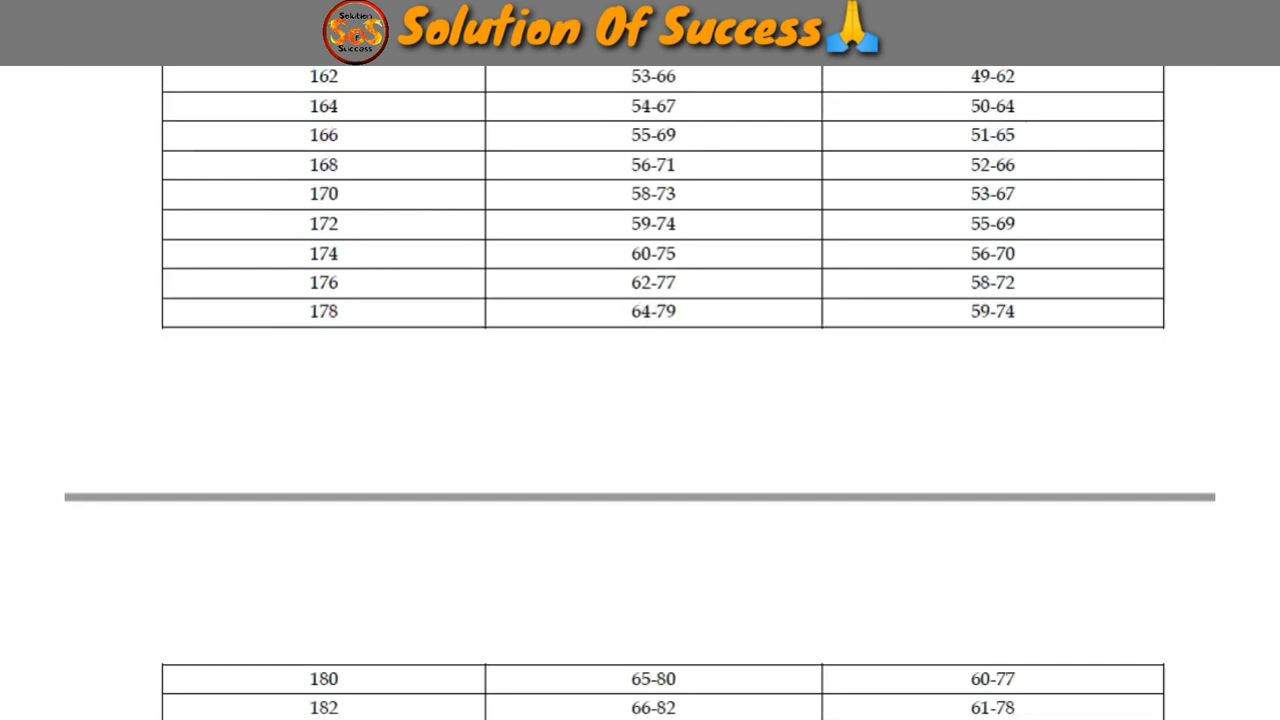 Solution
SOS
Success
Solution Of Success🙏
162 53-66 49-62
164 54-67 50-64
166 55-69 51-65
168 56-71 52-66
170 58-73 53-67
172 59-74 55-69
174 60-75 56-70
176 62-77 58-72
178 64-79 59-74
180 65-80 60-77
182 66-82 61-78